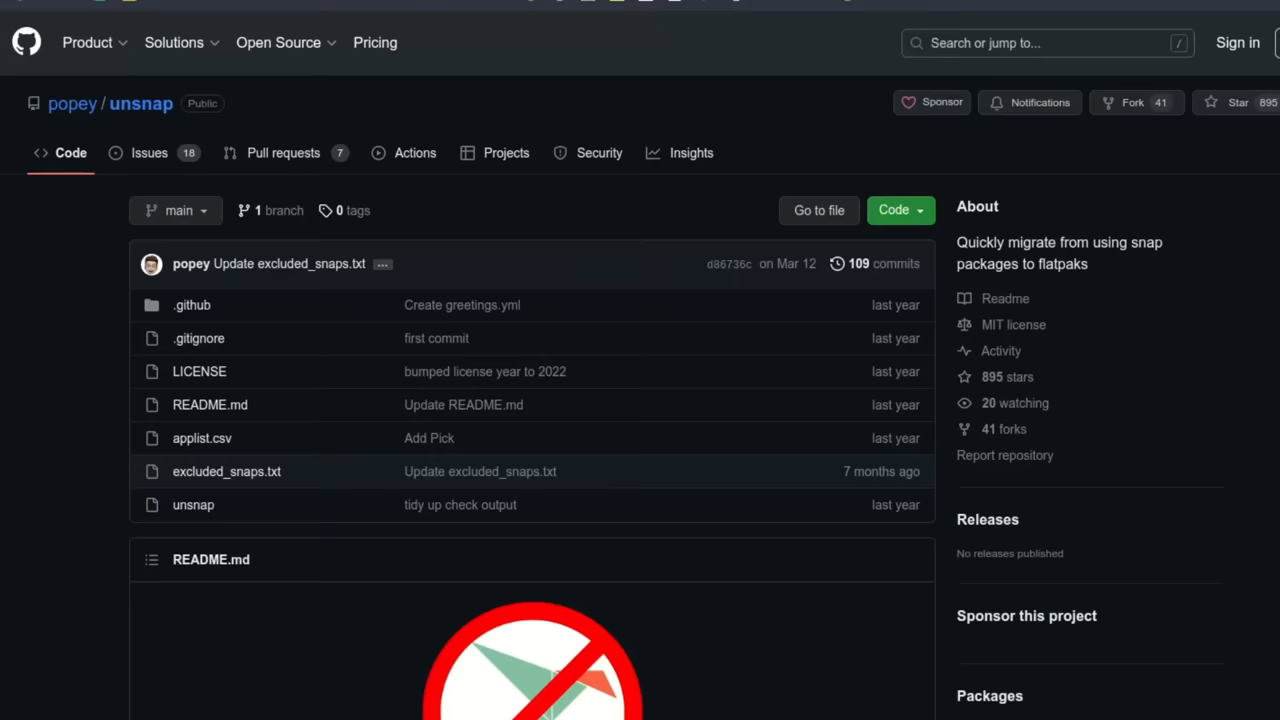 Product Solutions Open Source Pricing Search or jump to... / Sign in
popey / unsnap Public Sponsor Notifications Fork 41 Star 895
Code Issues 18 Pull requests 7 Actions Projects Security Insights
main 1 branch 0 tags Go to file Code
popey Update excluded_snaps.txt ... d86736c on Mar 12 109 commits
.github Create greetings.yml last year
.gitignore first commit last year
LICENSE bumped license year to 2022 last year
README.md Update README.md last year
applist.csv Add Pick last year
excluded_snaps.txt Update excluded_snaps.txt 7 months ago
unsnap tidy up check output last year
README.md
About
Quickly migrate from using snap
packages to flatpaks
Readme
MIT license
Activity
895 stars
20 watching
41 forks
Report repository
Releases
No releases published
Sponsor this project
Packages